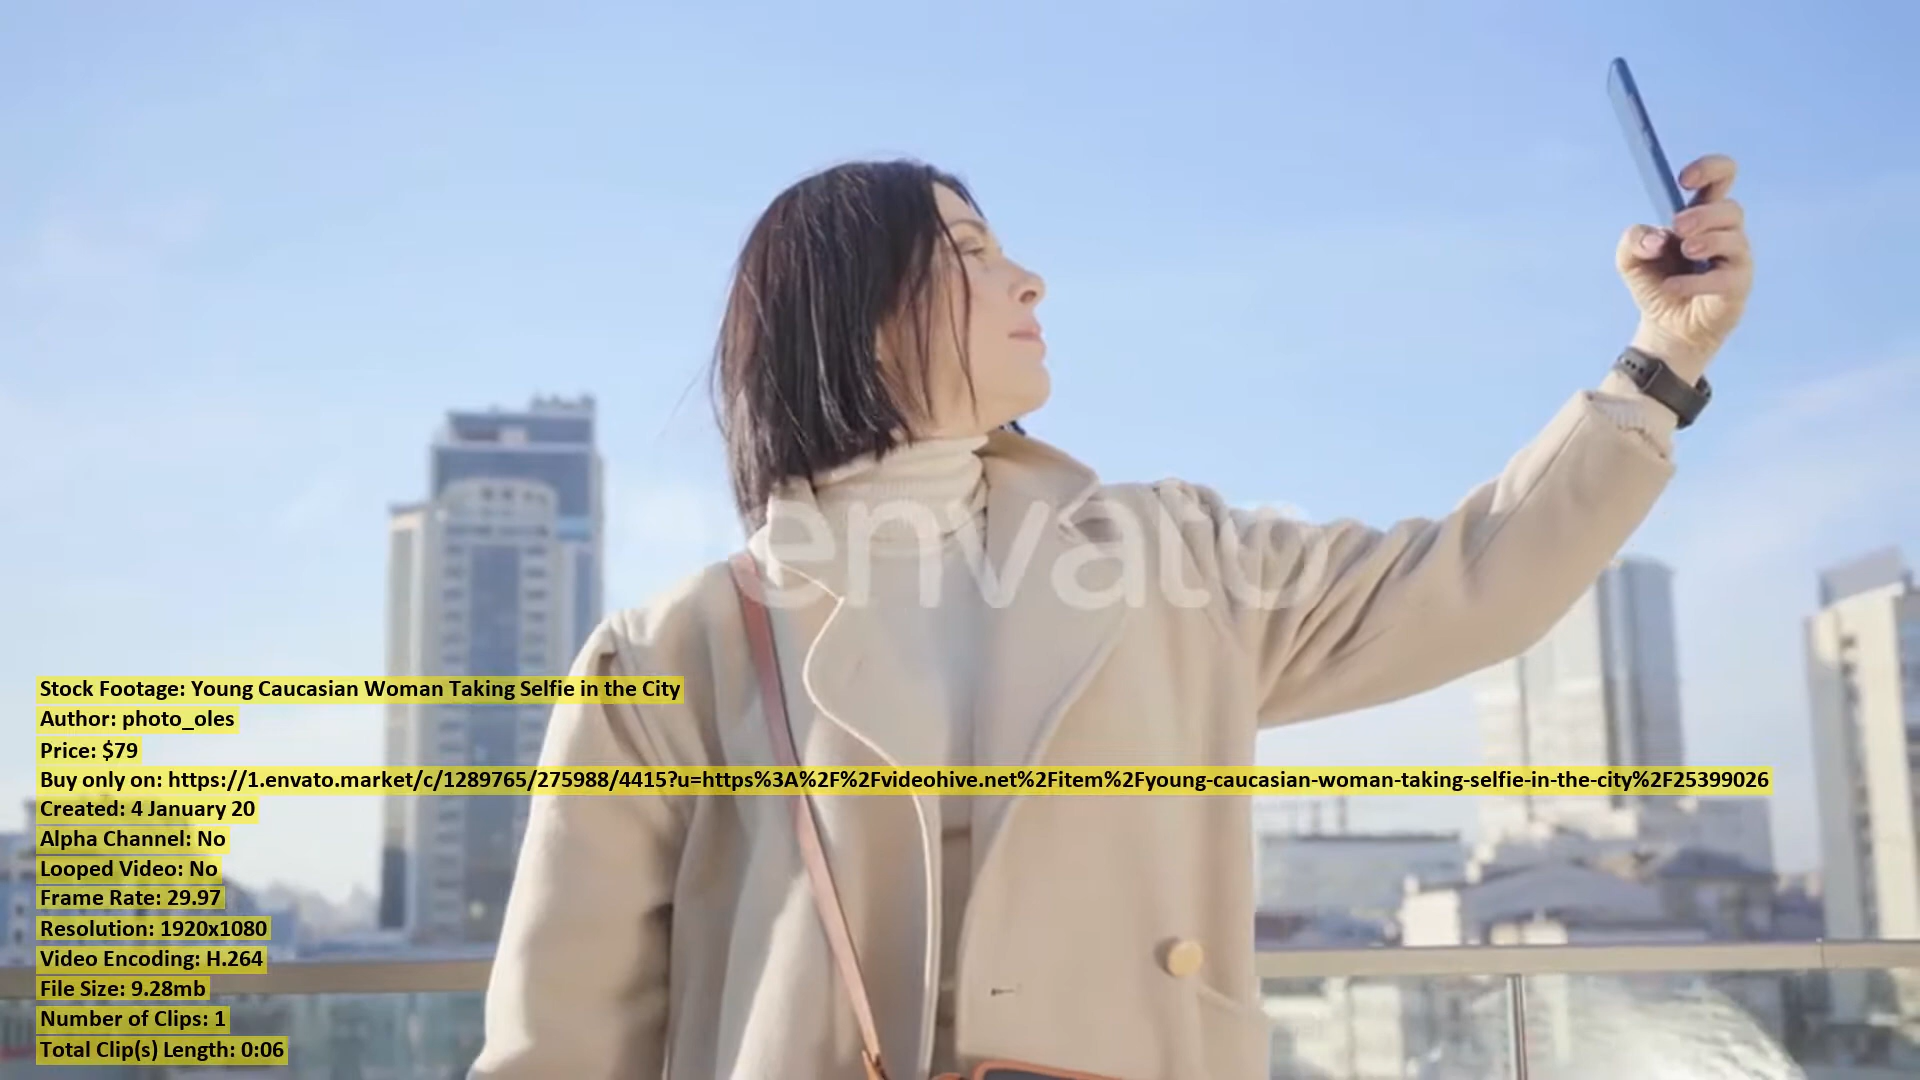 envato
Stock Footage: Young Caucasian Woman Taking Selfie in the City
Author: photo_oles
Price: $79
Buy only on: https://1.envato.market/c/1289765/275988/4415?u=https%3A%2F%2Fvideohive.net%2Fitem%2Fyoung-caucasian-woman-taking-selfie-in-the-city%2F25399026
Created: 4 January 20
Alpha Channel: No
Looped Video: No
Frame Rate: 29.97
Resolution: 1920x1080
Video Encoding: H.264
File Size: 9.28mb
Number of Clips: 1
Total Clip(s) Length: 0:06